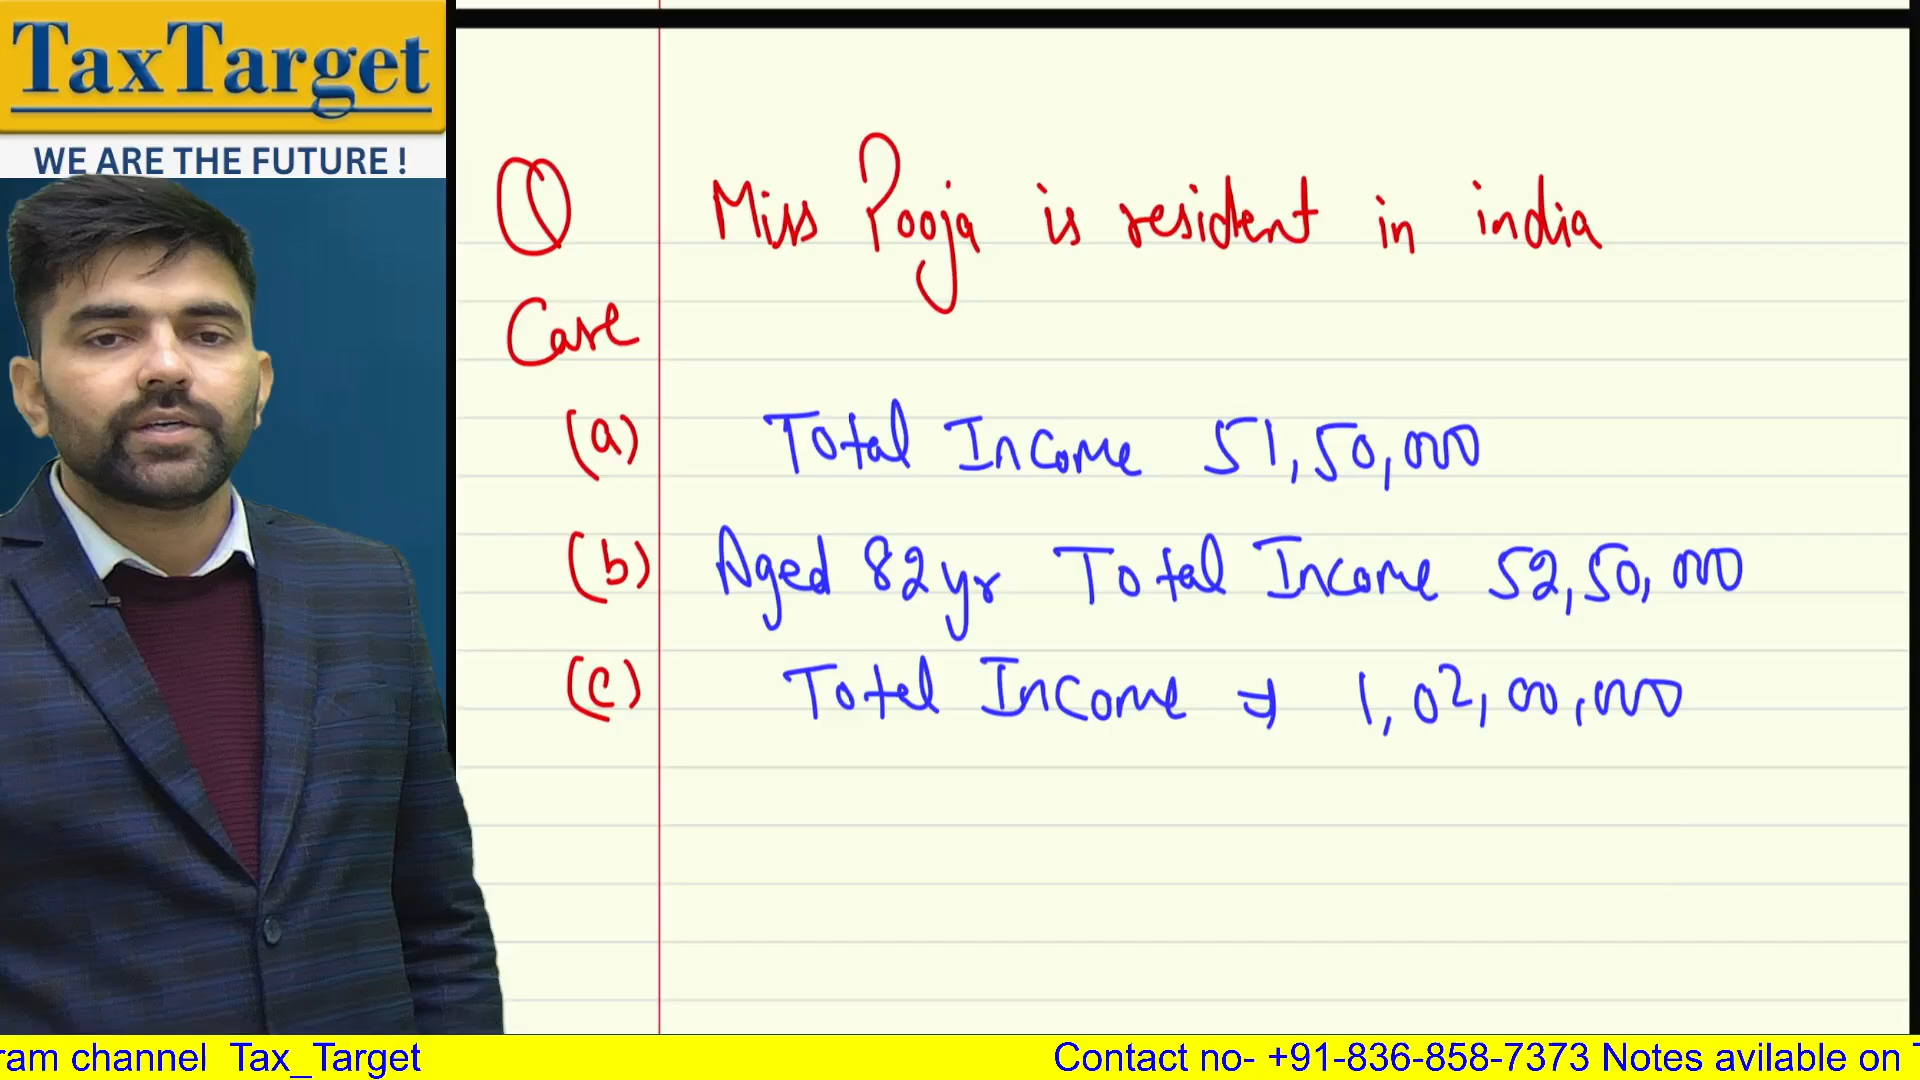 TaxTarget
WE ARE THE FUTURE !
Q Miss Pooja is resident in india
Case
(a) Total Income 51,50,000
(b) Aged 82yr Total Income 52,50,000
(c) Total Income ⇒ 1,02,00,000
ram channel Tax_Target Contact no- +91-836-858-7373 Notes avilable on T